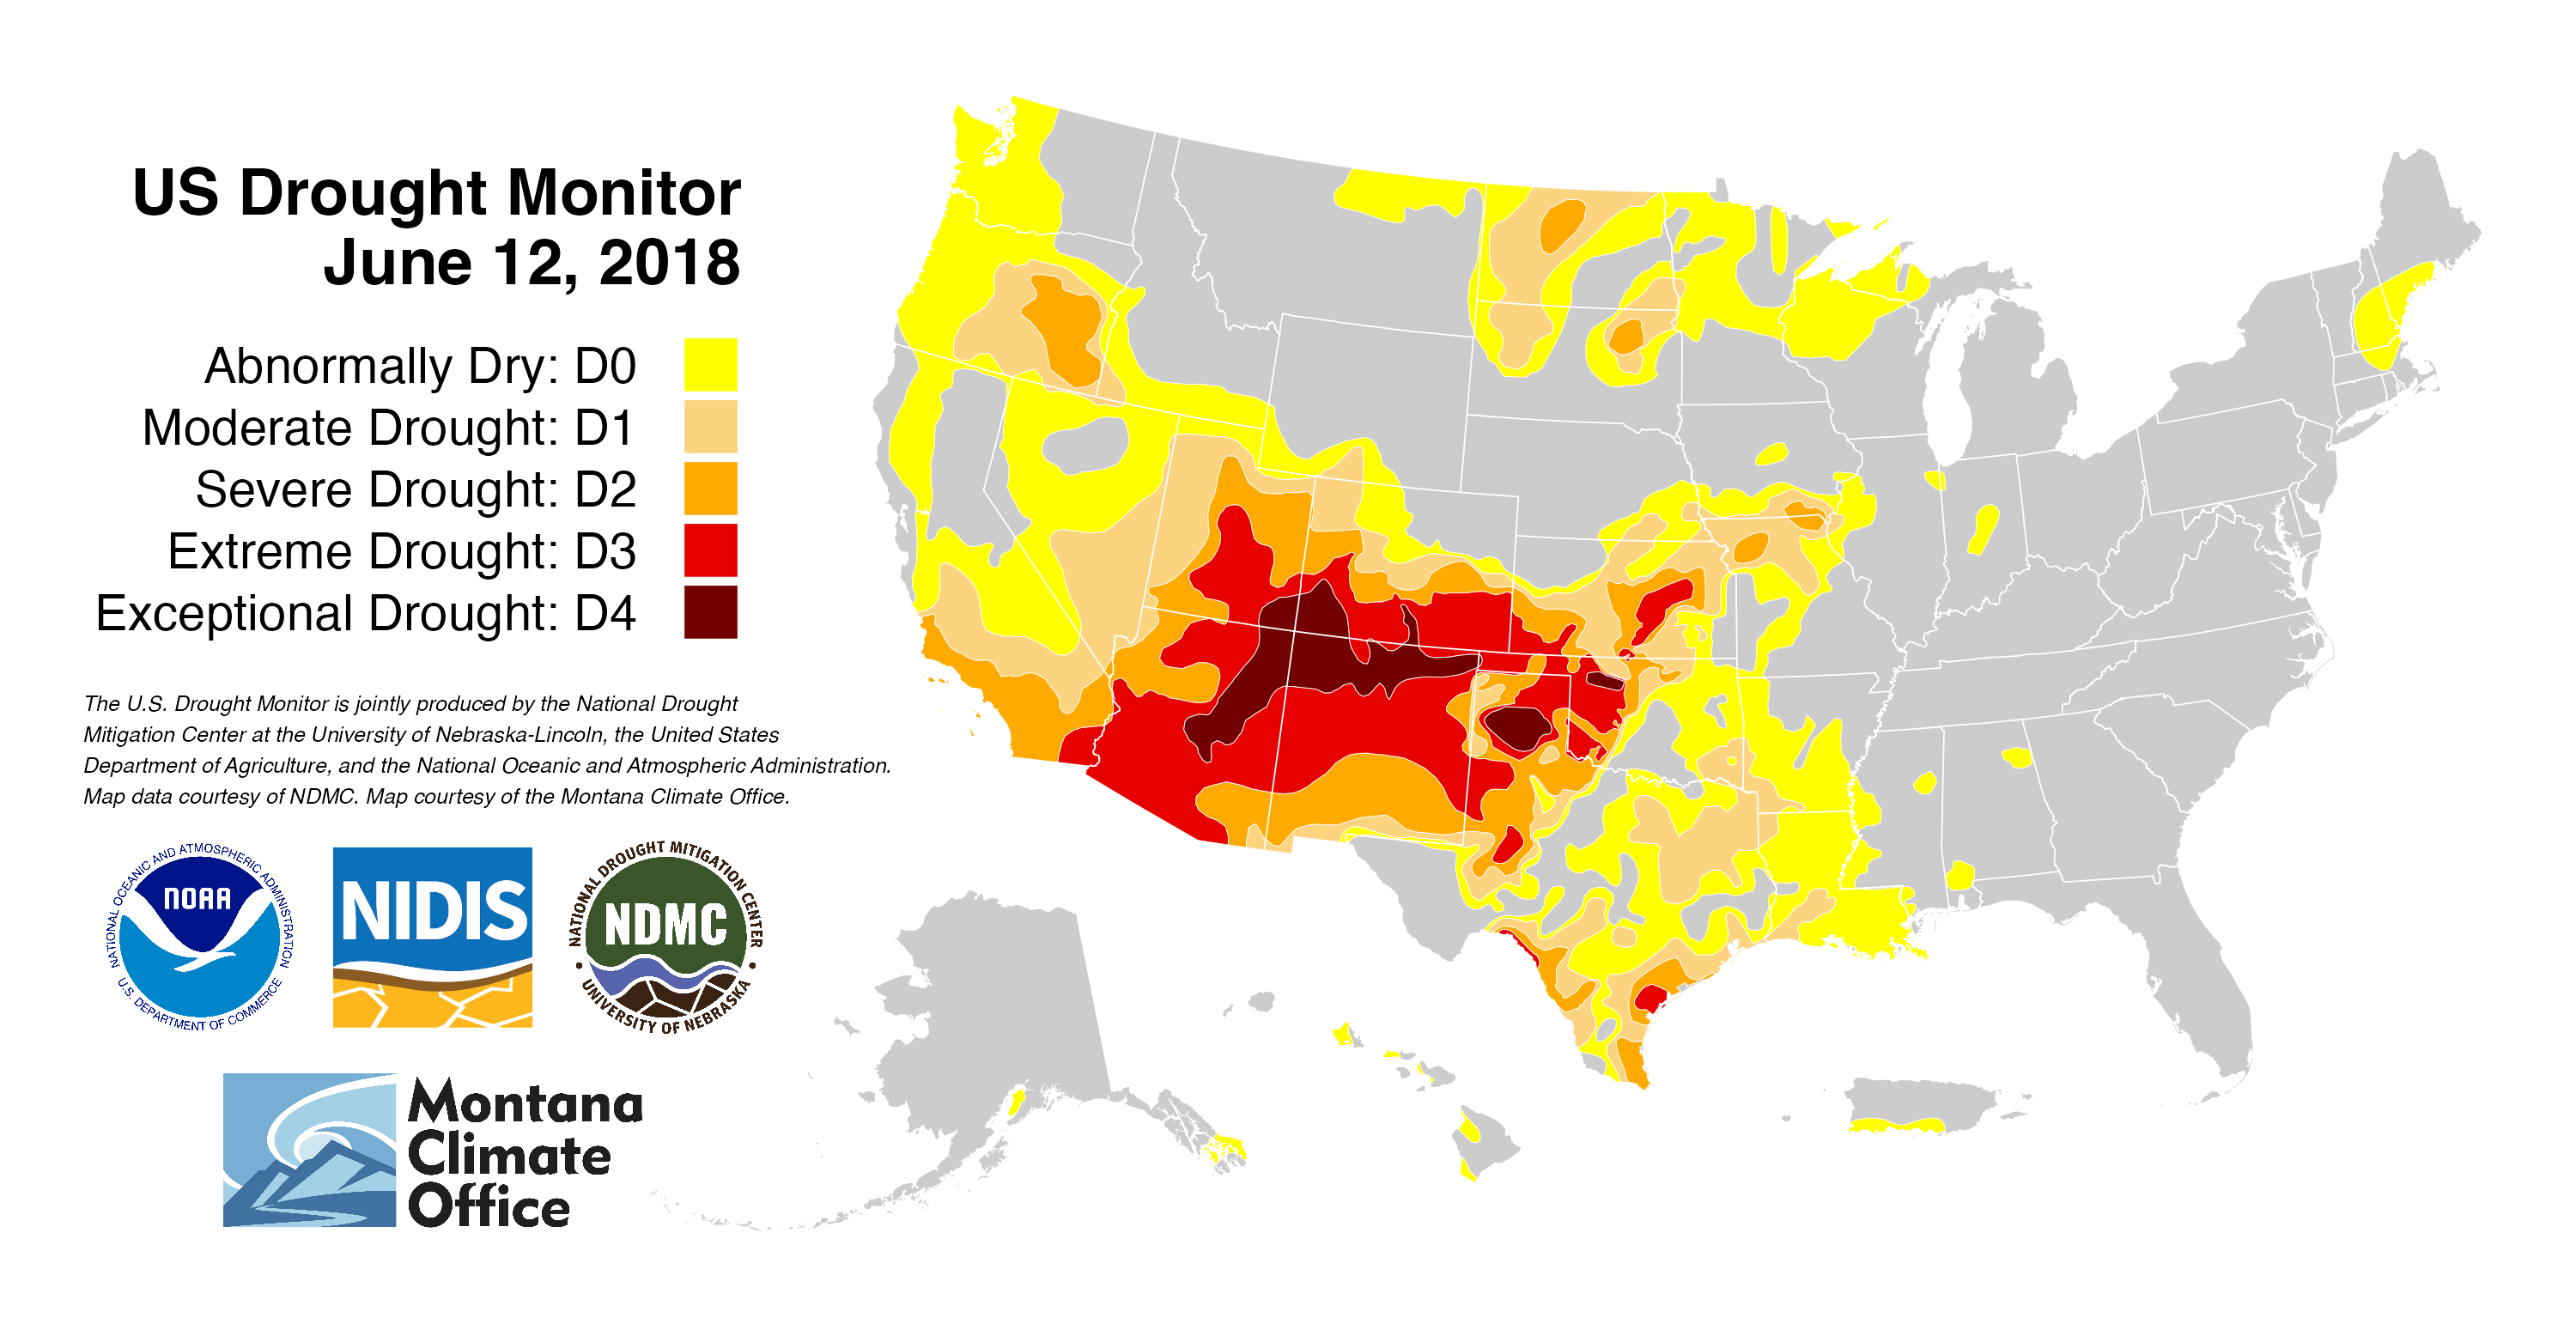 US Drought Monitor
June 12, 2018
Abnormally Dry: D0
Moderate Drought: D1
Severe Drought: D2
Extreme Drought: D3
Exceptional Drought: D4
The U.S. Drought Monitor is jointly produced by the National Drought
Mitigation Center at the University of Nebraska-Lincoln, the United States
Department of Agriculture, and the National Oceanic and Atmospheric Administration.
Map data courtesy of NDMC. Map courtesy of the Montana Climate Office.
NATIONAL OCEANIC AND ATMOSPHERIC ADMINISTRATION
NOAA
U.S. DEPARTMENT OF COMMERCE
NIDIS
NATIONAL DROUGHT MITIGATION CENTER
NDMC
UNIVERSITY OF NEBRASKA
Montana
Climate
Office